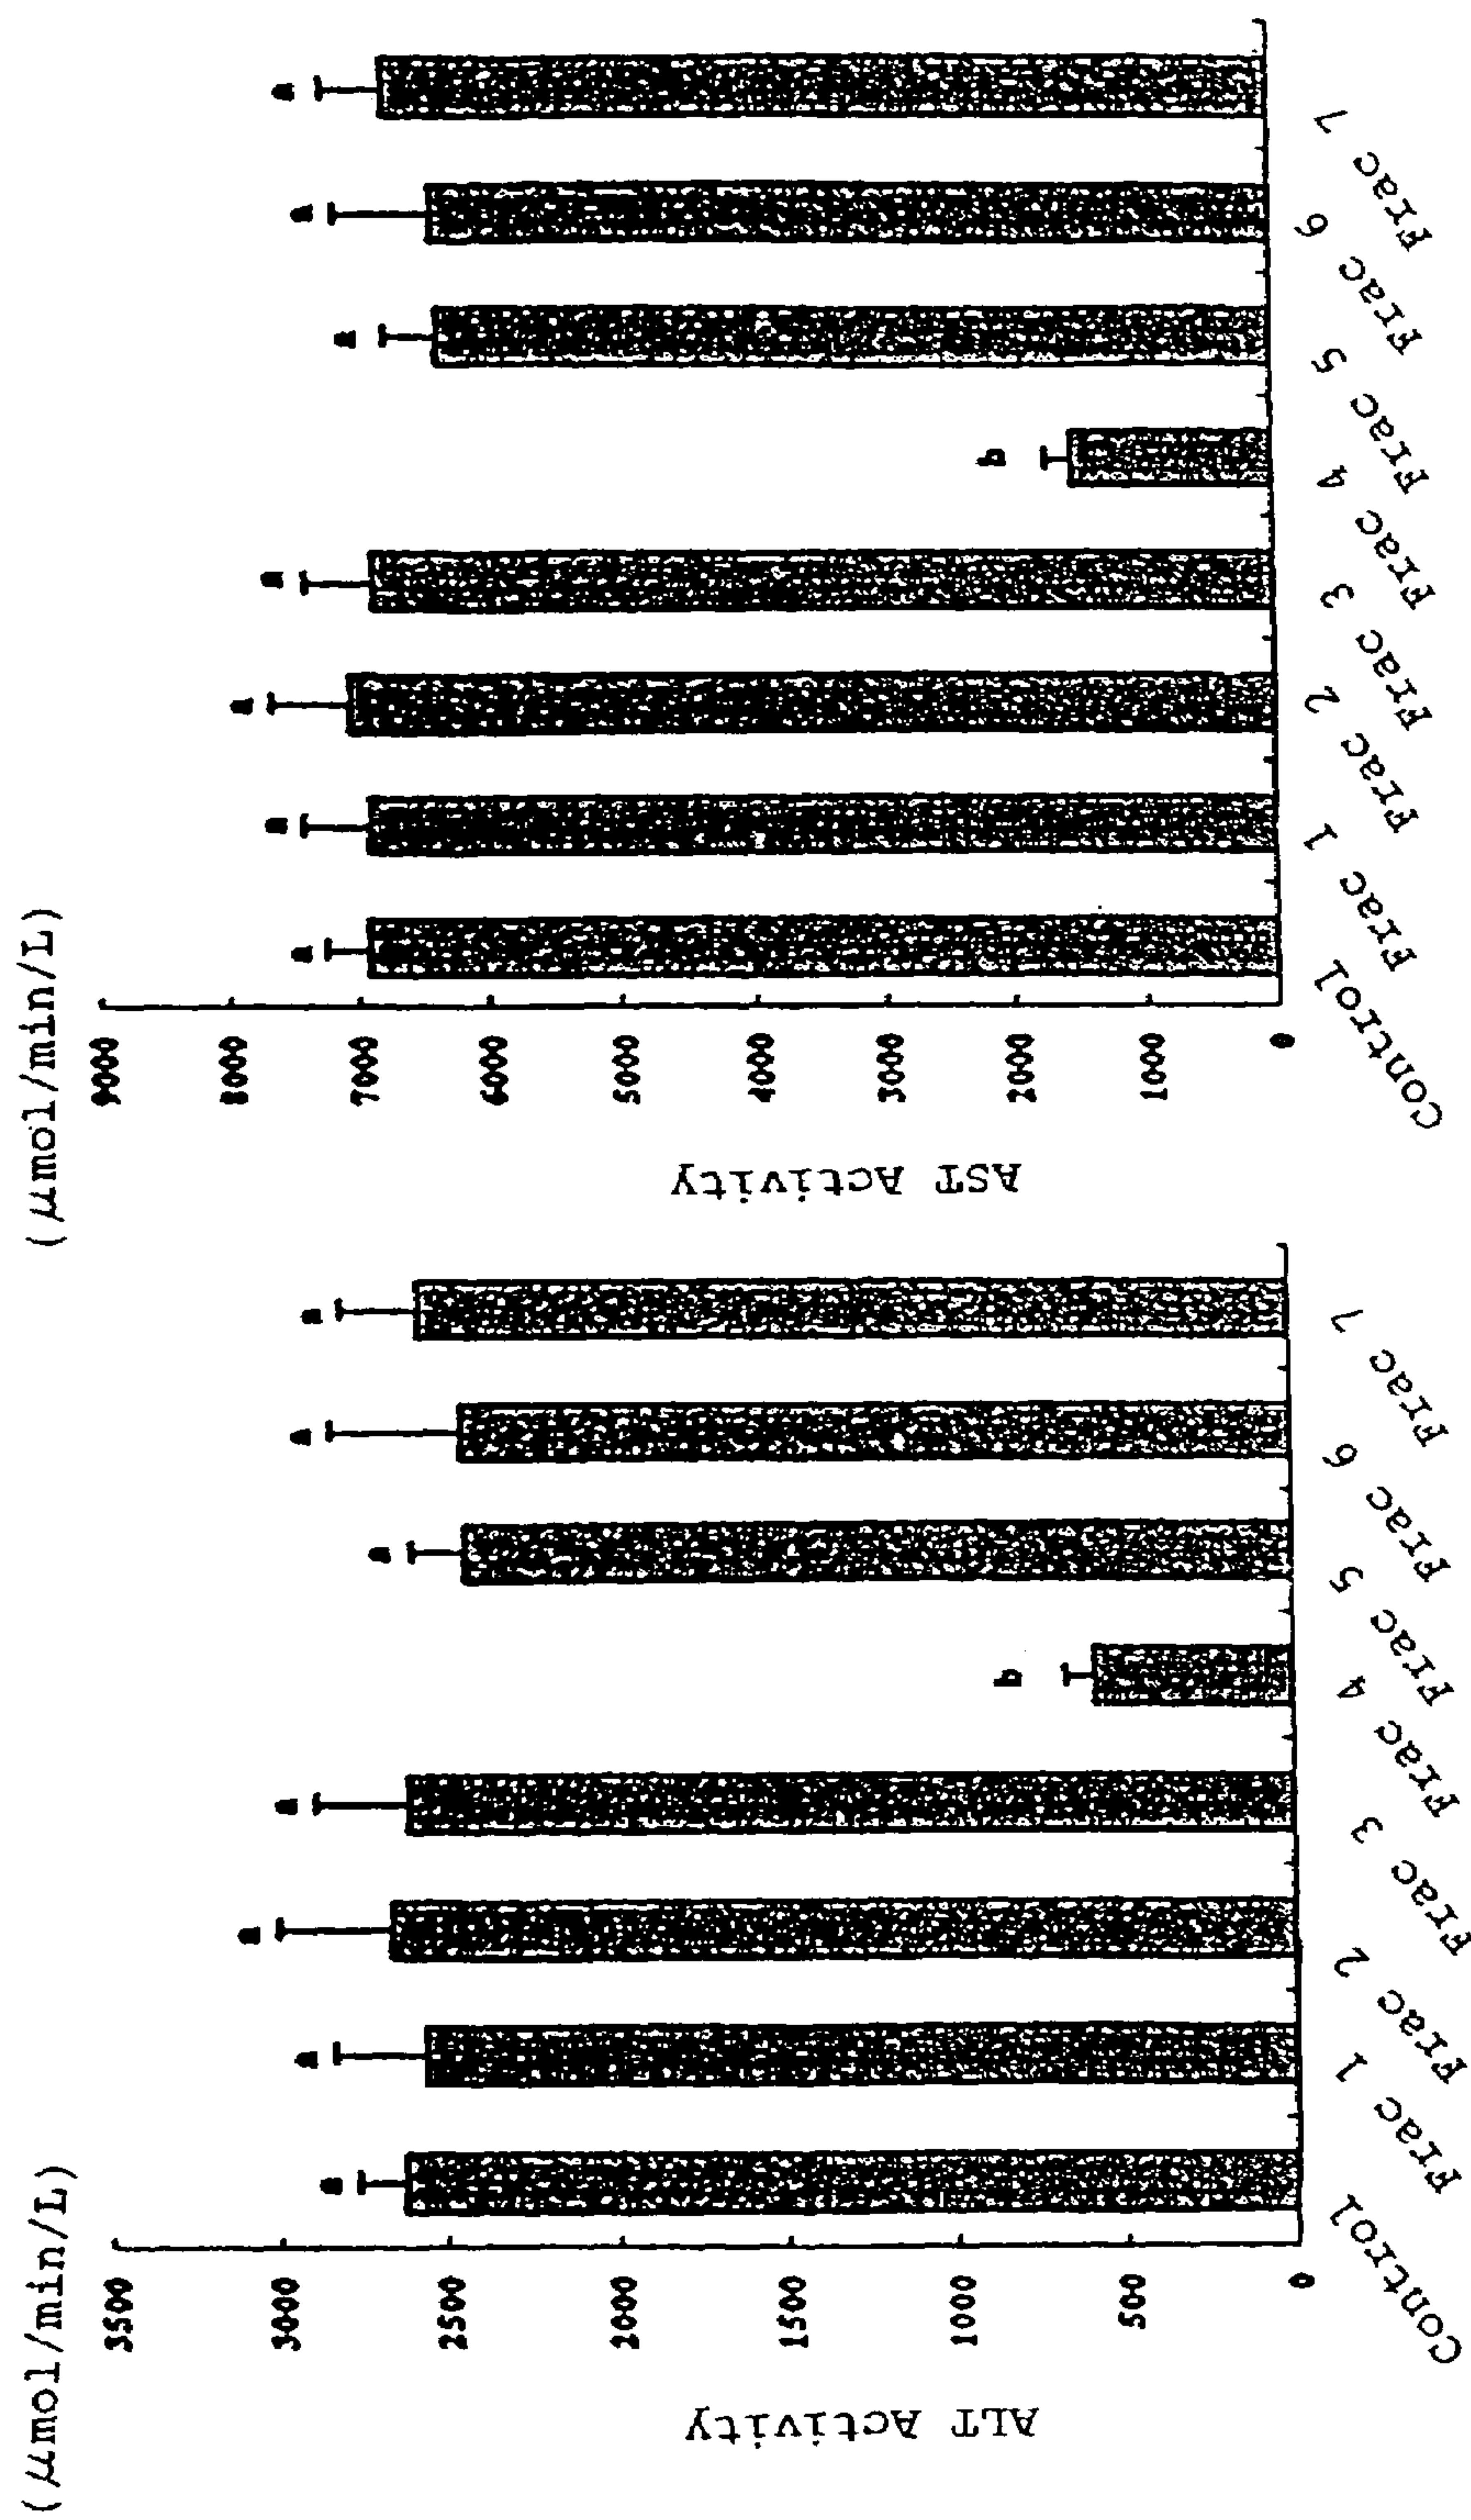 (μmol/min/L)
ALT Activity
3500
3000
2500
2000
1500
1000
500
0
a
a
a
a
b
a
a
a
Control
Frac 1
Frac 2
Frac 3
Frac 4
Frac 5
Frac 6
Frac 7
(μmol/min/L)
AST Activity
9000
8000
7000
6000
5000
4000
3000
2000
1000
0
a
a
a
a
b
a
a
a
Control
Frac 1
Frac 2
Frac 3
Frac 4
Frac 5
Frac 6
Frac 7